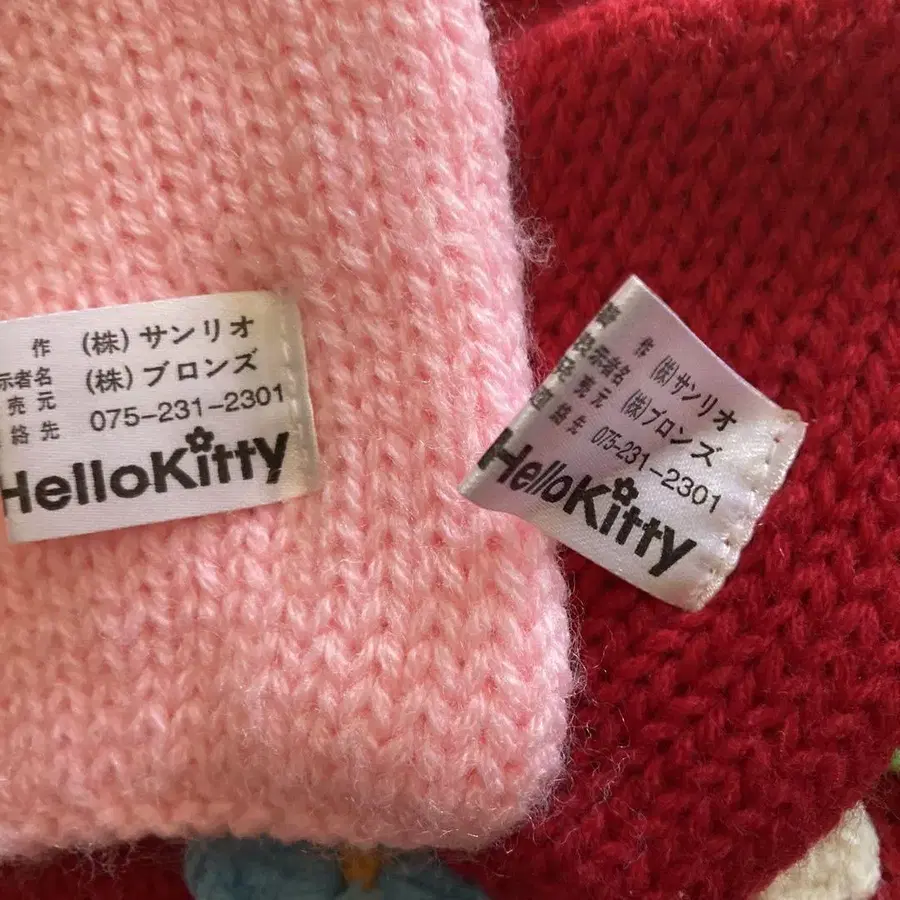 作 (株)サンリオ
示者名 (株)ブロンズ
売元 075-231-2301
絡先
HelloKitty
作 (株)サンリオ
示者名 (株)ブロンズ
売元 075-231-2301
絡先
HelloKitty